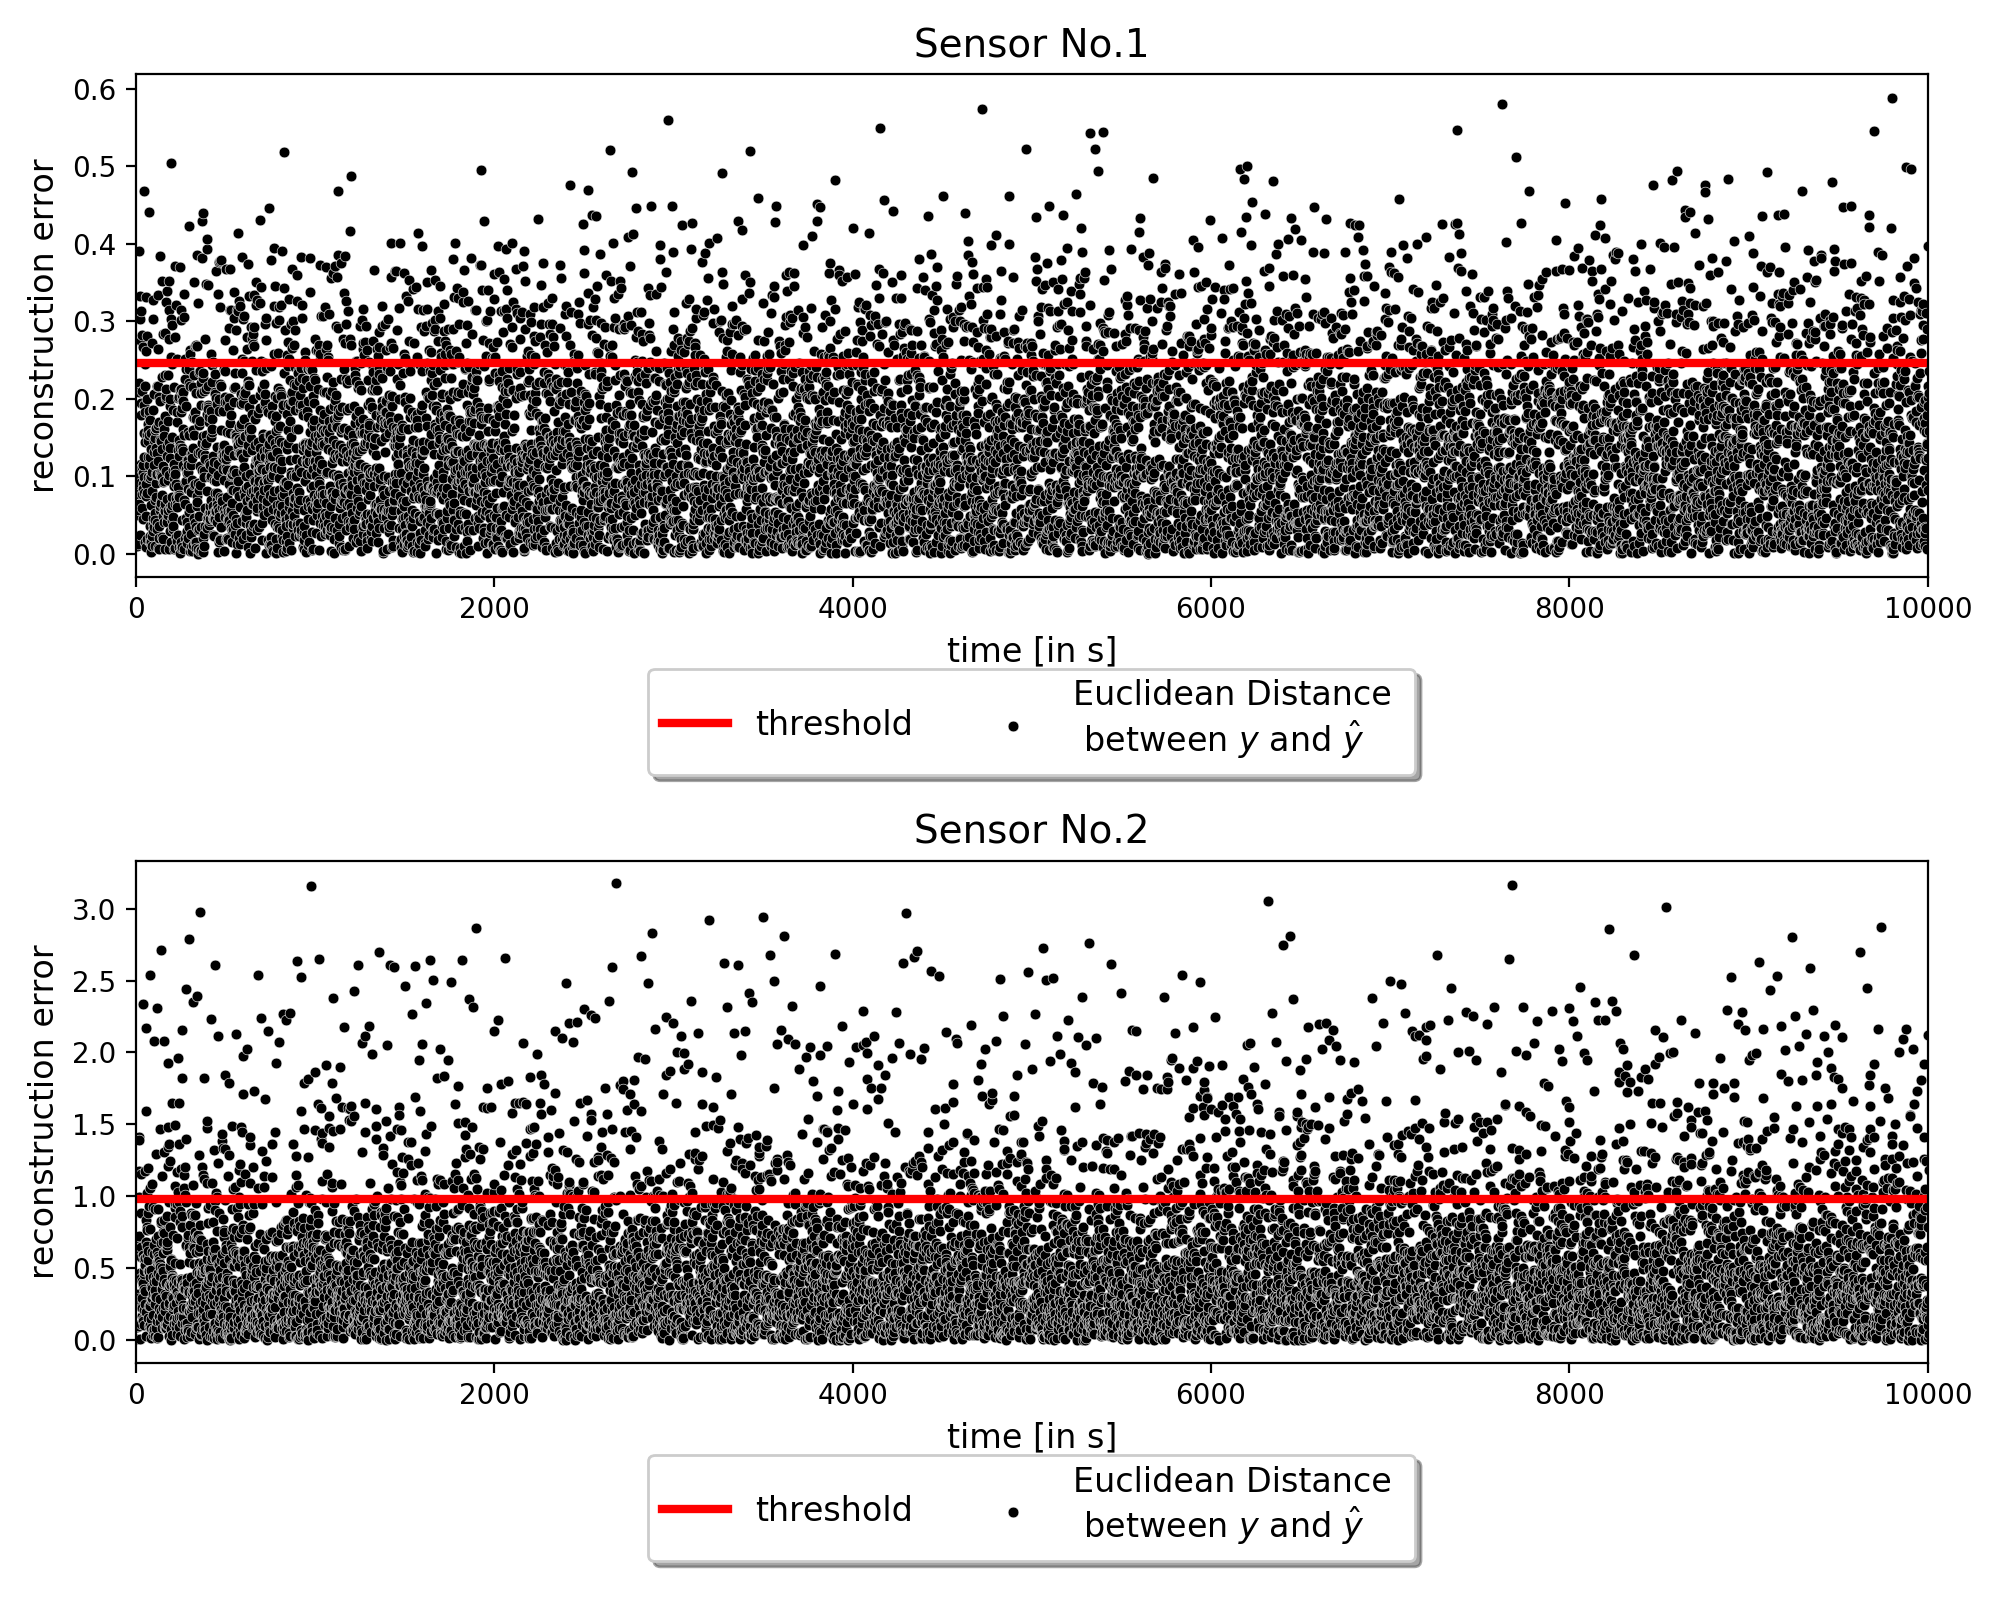 Sensor No.1
0.6
0.5
0.4
0.3
0.2
0.1
0.0
reconstruction error
0 2000 4000 6000 8000 10000
time [in s]
threshold
Euclidean Distance
between y and ŷ
Sensor No.2
3.0
2.5
2.0
1.5
1.0
0.5
0.0
reconstruction error
0 2000 4000 6000 8000 10000
time [in s]
threshold
Euclidean Distance
between y and ŷ